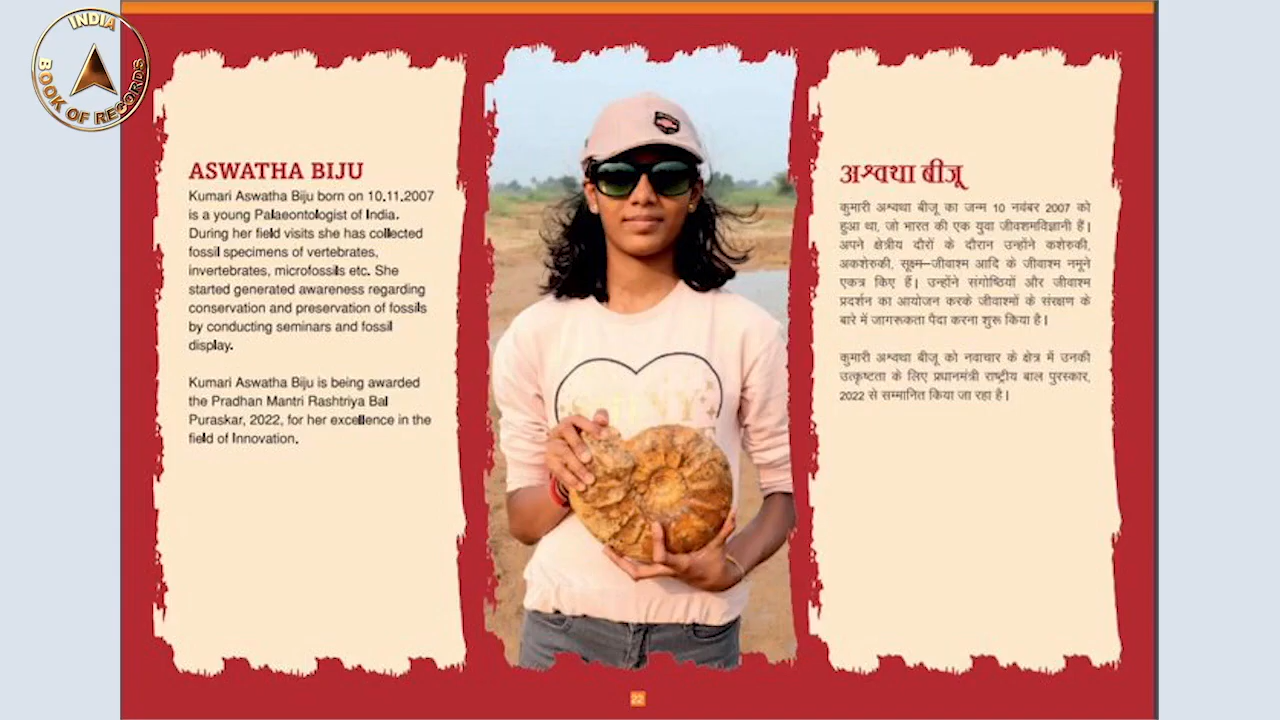 INDIA
BOOK OF RECORDS
ASWATHA BIJU
Kumari Aswatha Biju born on 10.11.2007
is a young Palaeontologist of India.
During her field visits she has collected
fossil specimens of vertebrates,
invertebrates, microfossils etc. She
started generated awareness regarding
conservation and preservation of fossils
by conducting seminars and fossil
display.
Kumari Aswatha Biju is being awarded
the Pradhan Mantri Rashtriya Bal
Puraskar, 2022, for her excellence in the
field of Innovation.
अश्वथा बीजू
कुमारी अश्वथा बीजू का जन्म 10 नवंबर 2007 को
हुआ था, जो भारत की एक युवा जीवशमविज्ञानी हैं।
अपने क्षेत्रीय दौरों के दौरान उन्होंने कशेरुकी,
अकशेरुकी, सूक्ष्म–जीवाश्म आदि के जीवाश्म नमूने
एकत्र किए हैं। उन्होंने संगोष्ठियों और जीवाश्म
प्रदर्शन का आयोजन करके जीवाश्मों के संरक्षण के
बारे में जागरूकता पैदा करना शुरू किया है।
कुमारी अश्वथा बीजू को नवाचार के क्षेत्र में उनकी
उत्कृष्टता के लिए प्रधानमंत्री राष्ट्रीय बाल पुरस्कार,
2022 से सम्मानित किया जा रहा है।
22